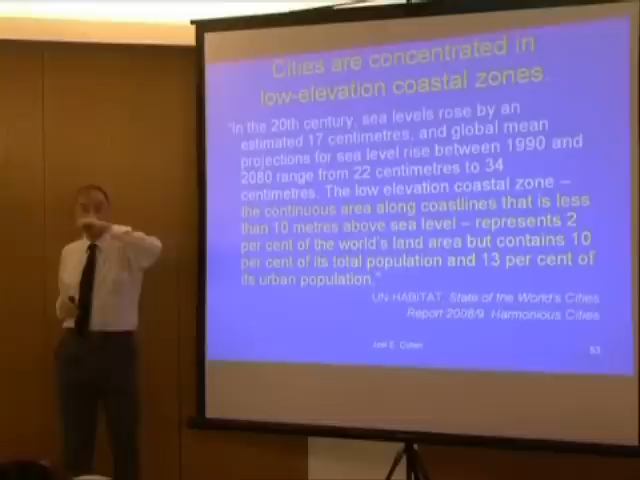 Cities are concentrated in
low-elevation coastal zones.
"In the 20th century, sea levels rose by an
estimated 17 centimetres, and global mean
projections for sea level rise between 1990 and
2080 range from 22 centimetres to 34
centimetres. The low elevation coastal zone –
the continuous area along coastlines that is less
than 10 metres above sea level – represents 2
per cent of the world's land area but contains 10
per cent of its total population and 13 per cent of
its urban population."
UN-HABITAT, State of the World's Cities
Report 2008/9, Harmonious Cities
Joel E. Cohen
53